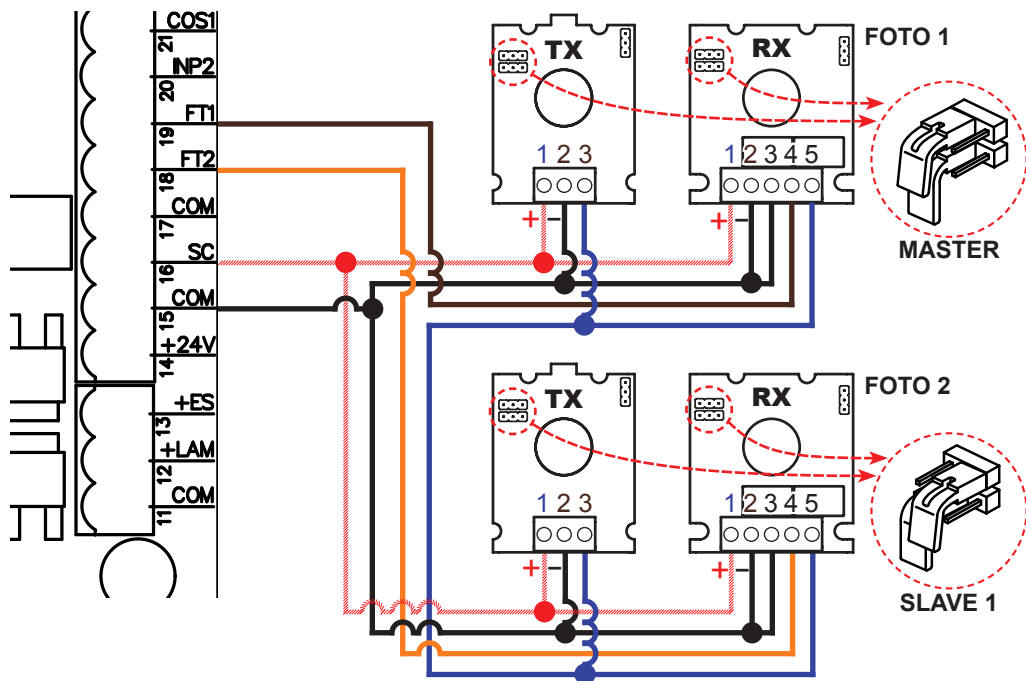 COS1
21
INP2
20
FT1
19
FT2
18
COM
17
SC
16
COM
15
+24V
14
+ES
13
+LAM
12
COM
11
TX
1 2 3
+ −
RX
1 2 3 4 5
+ −
FOTO 1
MASTER
TX
1 2 3
+ −
RX
1 2 3 4 5
+ −
FOTO 2
SLAVE 1